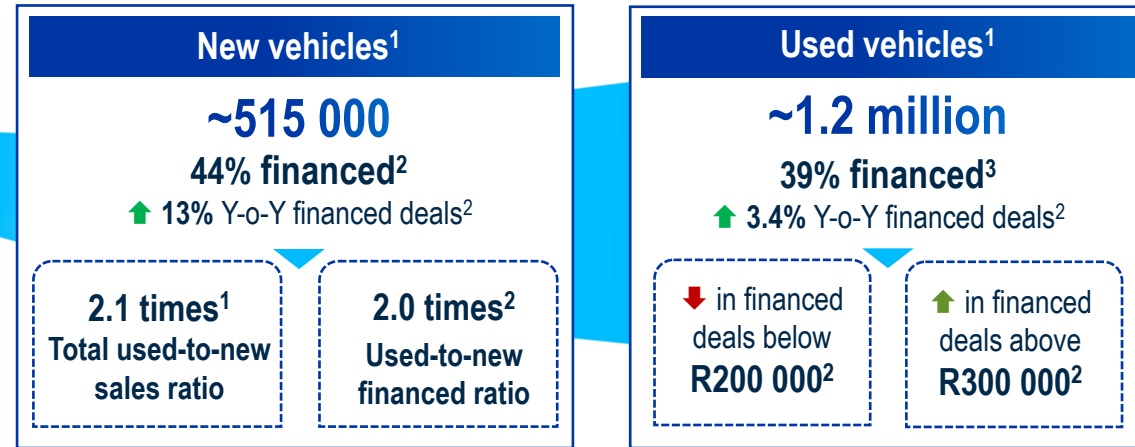 New vehicles¹
~515 000
44% financed²
13% Y-o-Y financed deals²
2.1 times¹
Total used-to-new
sales ratio
2.0 times²
Used-to-new
financed ratio
Used vehicles¹
~1.2 million
39% financed³
3.4% Y-o-Y financed deals²
in financed
deals below
R200 000²
in financed
deals above
R300 000²